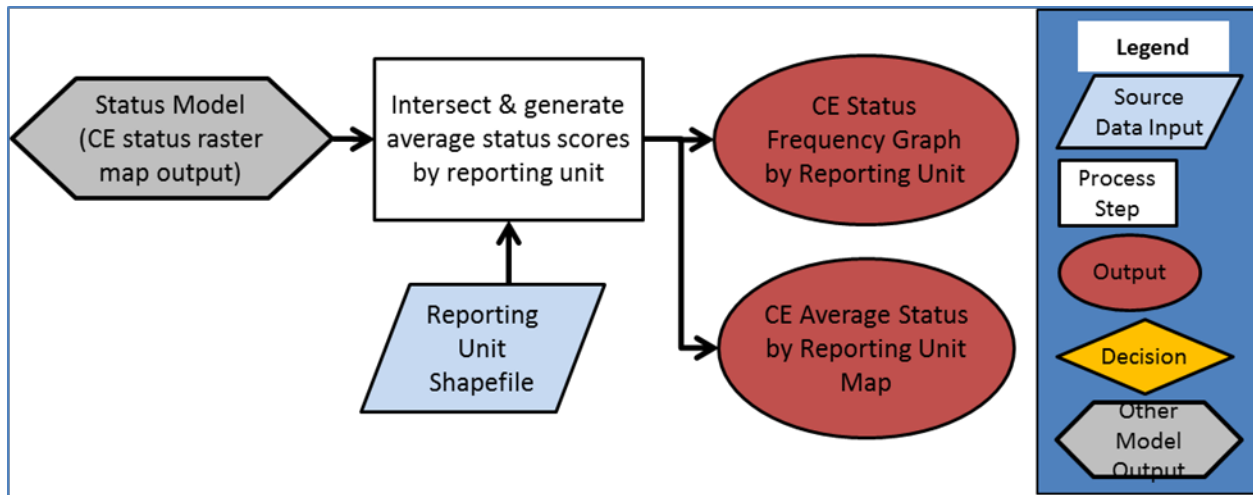 Status Model
(CE status raster
map output)
Intersect & generate
average status scores
by reporting unit
CE Status
Frequency Graph
by Reporting Unit
Reporting
Unit
Shapefile
CE Average Status
by Reporting Unit
Map
Legend
Source
Data Input
Process
Step
Output
Decision
Other
Model
Output